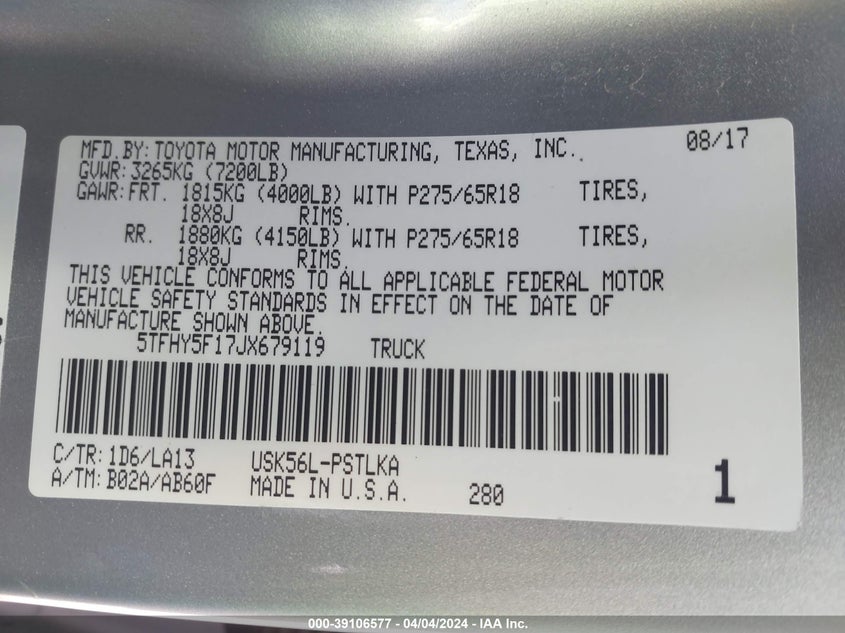 MFD.BY:TOYOTA MOTOR MANUFACTURING, TEXAS, INC. 08/17
GVWR:3265KG (7200LB)
GAWR:FRT. 1815KG (4000LB) WITH P275/65R18 TIRES,
18X8J RIMS.
RR. 1880KG (4150LB) WITH P275/65R18 TIRES,
18X8J RIMS.
THIS VEHICLE CONFORMS TO ALL APPLICABLE FEDERAL MOTOR
VEHICLE SAFETY STANDARDS IN EFFECT ON THE DATE OF
MANUFACTURE SHOWN ABOVE.
5TFHY5F17JX679119 TRUCK
C/TR:1D6/LA13 USK56L-PSTLKA
A/TM:B02A/AB60F MADE IN U.S.A. 280 1
000-39106577 - 04/04/2024 - IAA Inc.